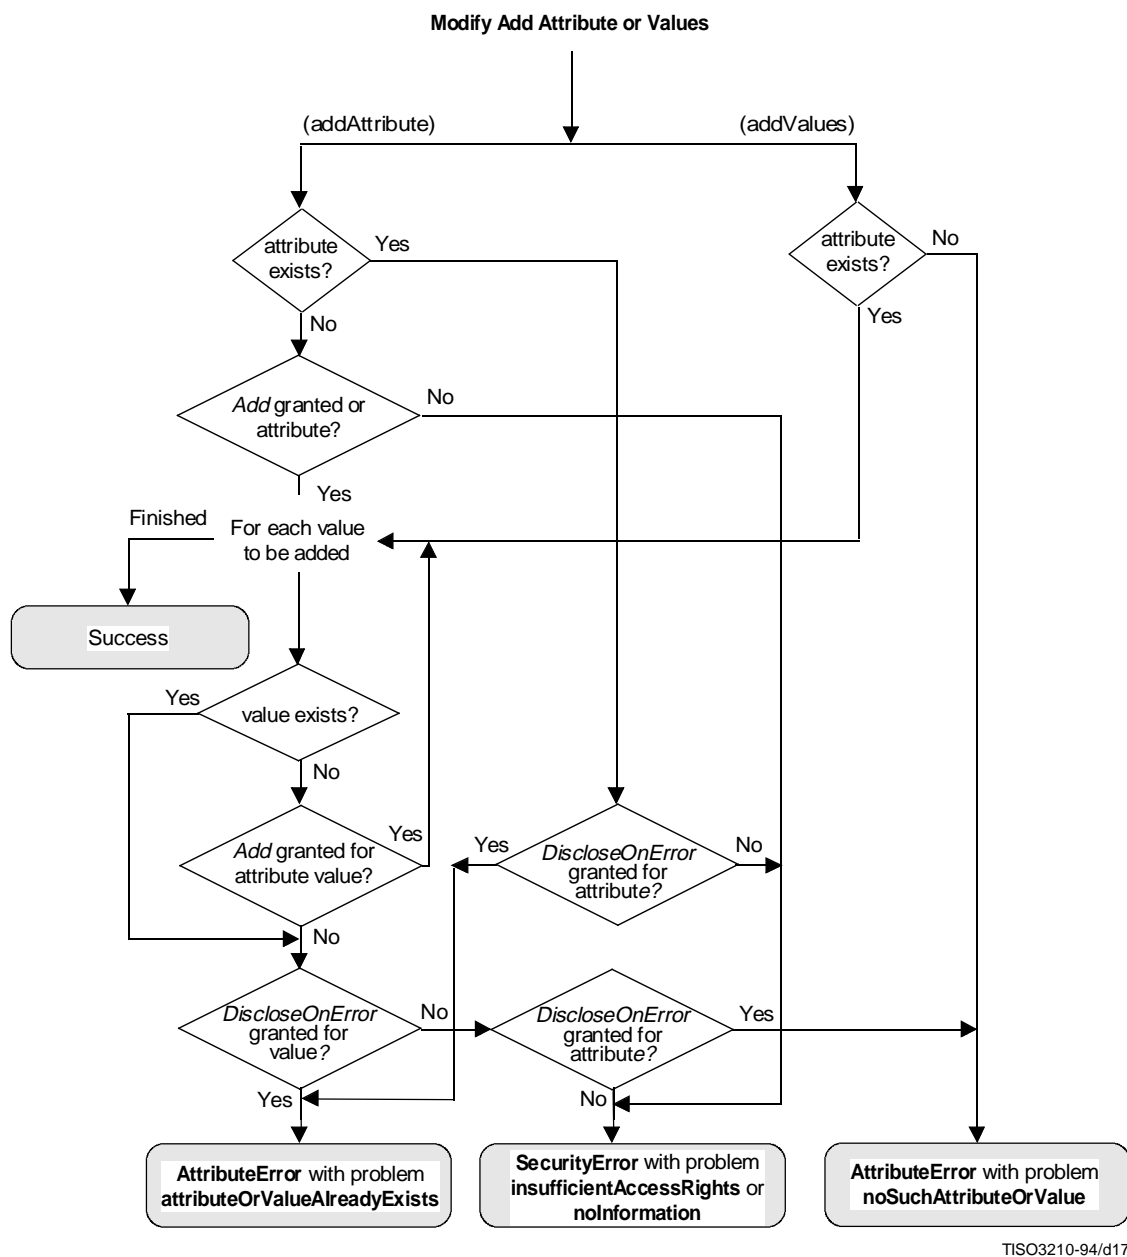 Modify Add Attribute or Values
(addAttribute)
(addValues)
attribute
exists?
Yes
attribute
exists?
No
No
Yes
Add granted or
attribute?
No
Yes
Finished
For each value
to be added
Success
Yes
value exists?
No
Add granted for
attribute value?
Yes
Yes
DiscloseOnError
granted for
attribute?
No
No
DiscloseOnError
granted for
value?
No
DiscloseOnError
granted for
attribute?
Yes
Yes
No
AttributeError with problem
attributeOrValueAlreadyExists
SecurityError with problem
insufficientAccessRights or
noInformation
AttributeError with problem
noSuchAttributeOrValue
TISO3210-94/d17